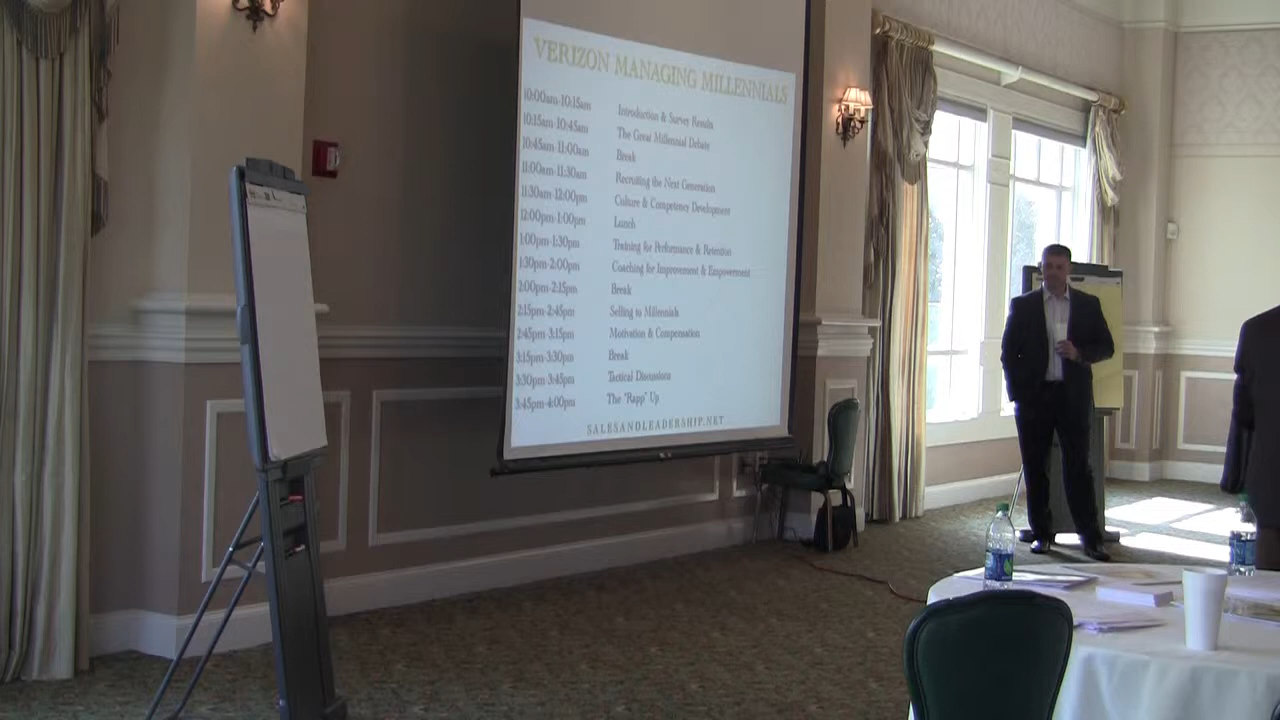 VERIZON MANAGING MILLENNIALS
10:00am-10:15am Introduction & Survey Results
10:15am-10:45am The Great Millennial Debate
10:45am-11:00am Break
11:00am-11:30am Recruiting the Next Generation
11:30am-12:00pm Culture & Competency Development
12:00pm-1:00pm Lunch
1:00pm-1:30pm Training for Performance & Retention
1:30pm-2:00pm Coaching for Improvement & Empowerment
2:00pm-2:15pm Break
2:15pm-2:45pm Selling to Millennials
2:45pm-3:15pm Motivation & Compensation
3:15pm-3:30pm Break
3:30pm-3:45pm Tactical Discussions
3:45pm-4:00pm The "Rapp" Up
SALESANDLEADERSHIP.NET